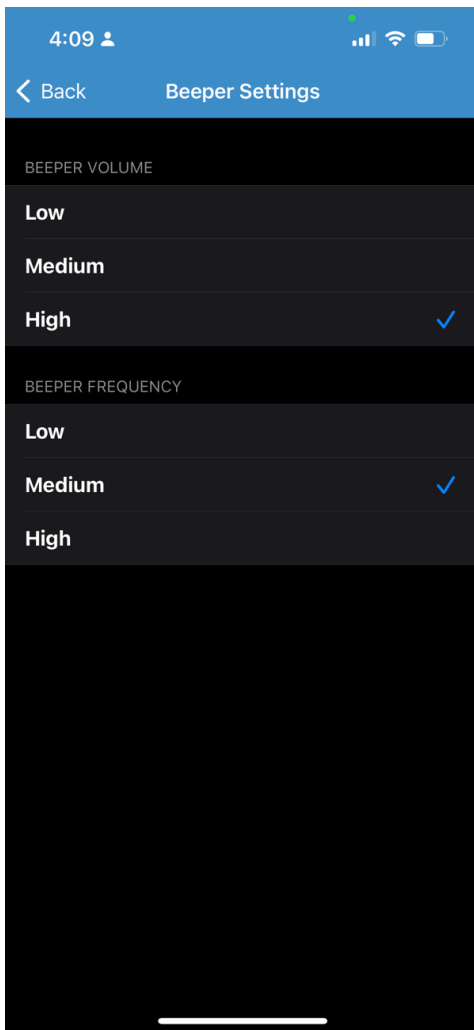 4:09
Back
Beeper Settings
BEEPER VOLUME
Low
Medium
High
BEEPER FREQUENCY
Low
Medium
High